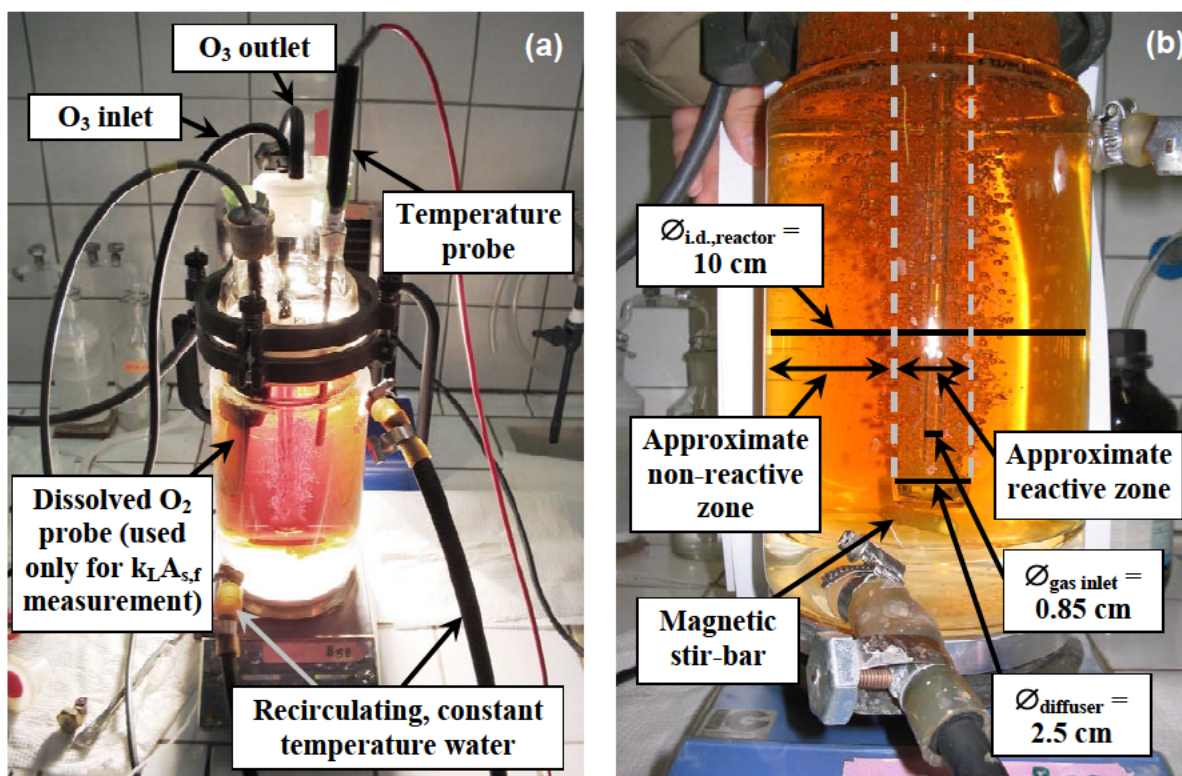 (a)
O₃ outlet
O₃ inlet
Temperature
probe
Dissolved O₂
probe (used
only for kLAs,f
measurement)
Recirculating, constant
temperature water
(b)
∅i.d.,reactor =
10 cm
Approximate
non-reactive
zone
Approximate
reactive zone
Magnetic
stir-bar
∅gas inlet =
0.85 cm
∅diffuser =
2.5 cm